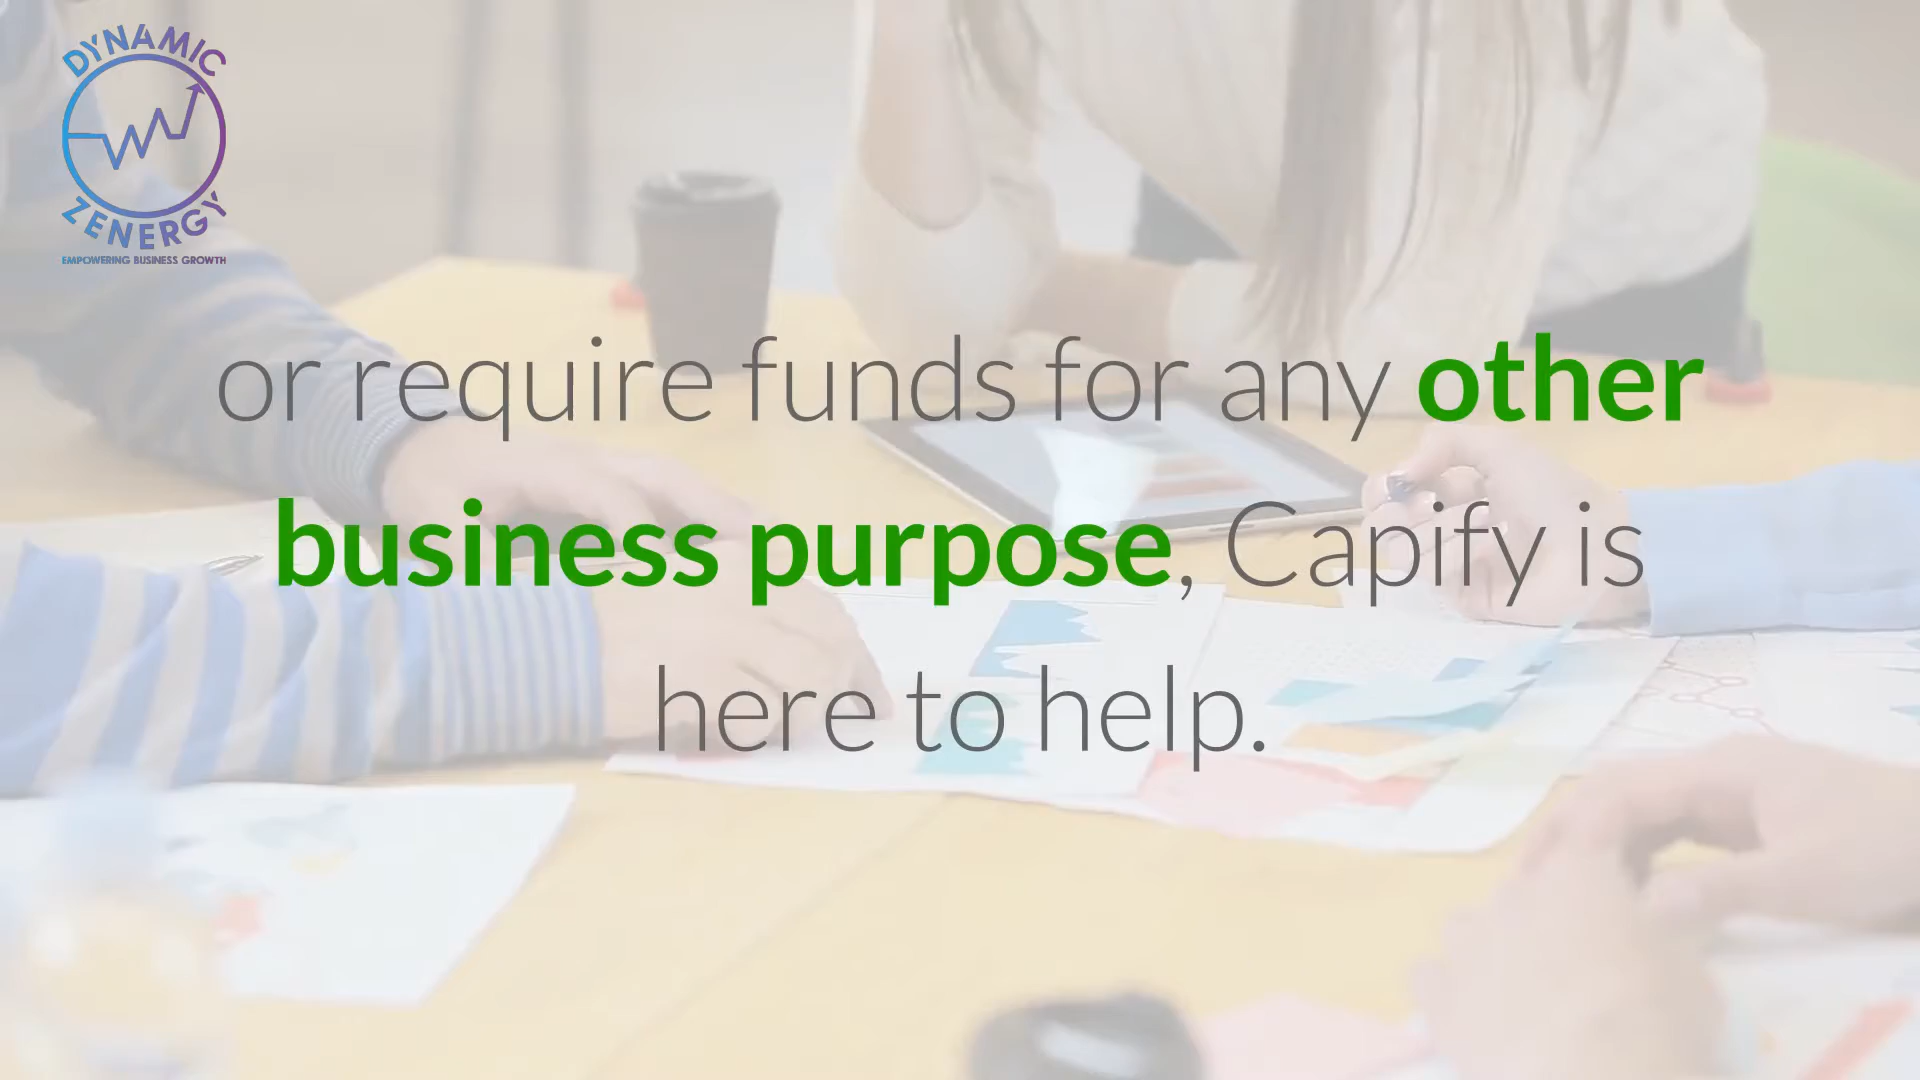 DYNAMIC
ZENERGY
EMPOWERING BUSINESS GROWTH
or require funds for any other
business purpose, Capify is
here to help.